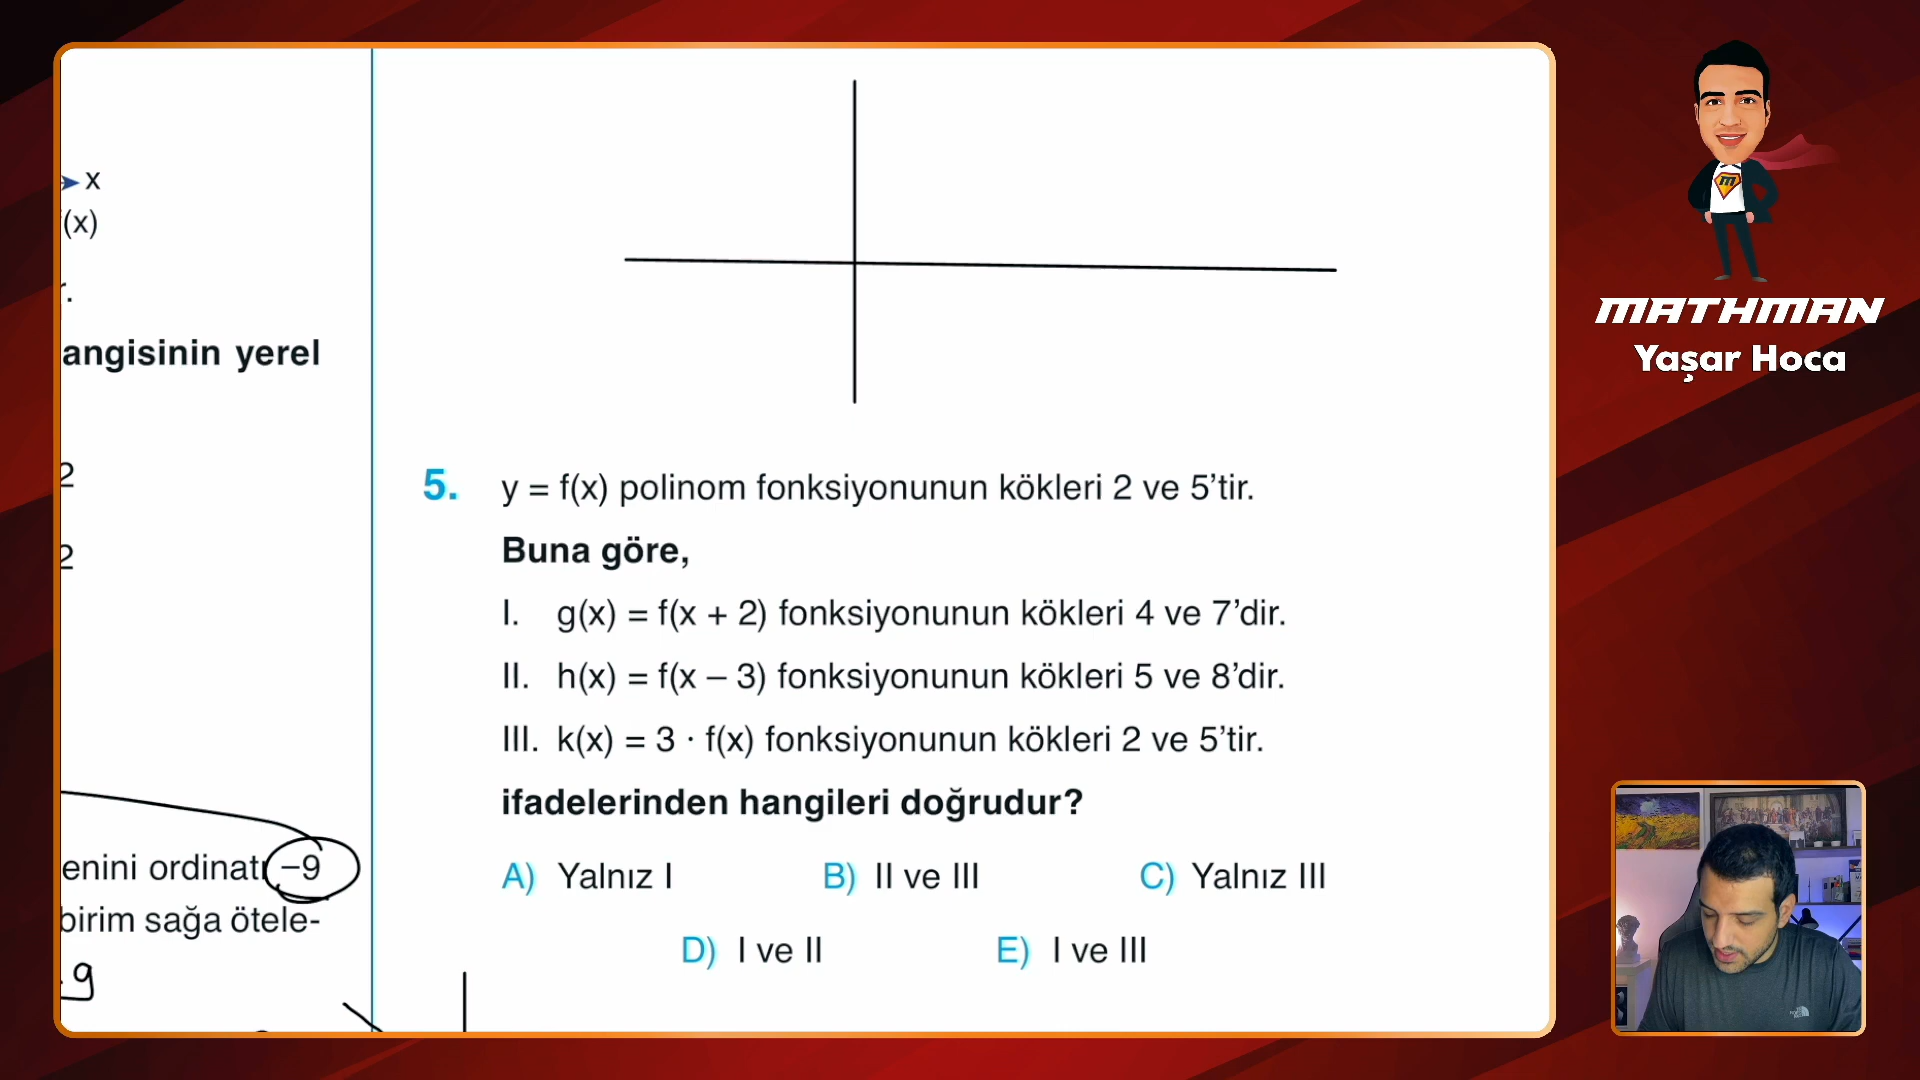 x
(x)
r.
angisinin yerel
2
2
enini ordinatı –9
birim sağa ötele-
9
5. y = f(x) polinom fonksiyonunun kökleri 2 ve 5’tir.
Buna göre,
I. g(x) = f(x + 2) fonksiyonunun kökleri 4 ve 7’dir.
II. h(x) = f(x – 3) fonksiyonunun kökleri 5 ve 8’dir.
III. k(x) = 3 · f(x) fonksiyonunun kökleri 2 ve 5’tir.
ifadelerinden hangileri doğrudur?
A) Yalnız I B) II ve III C) Yalnız III
D) I ve II E) I ve III
m
MATHMAN
Yaşar Hoca